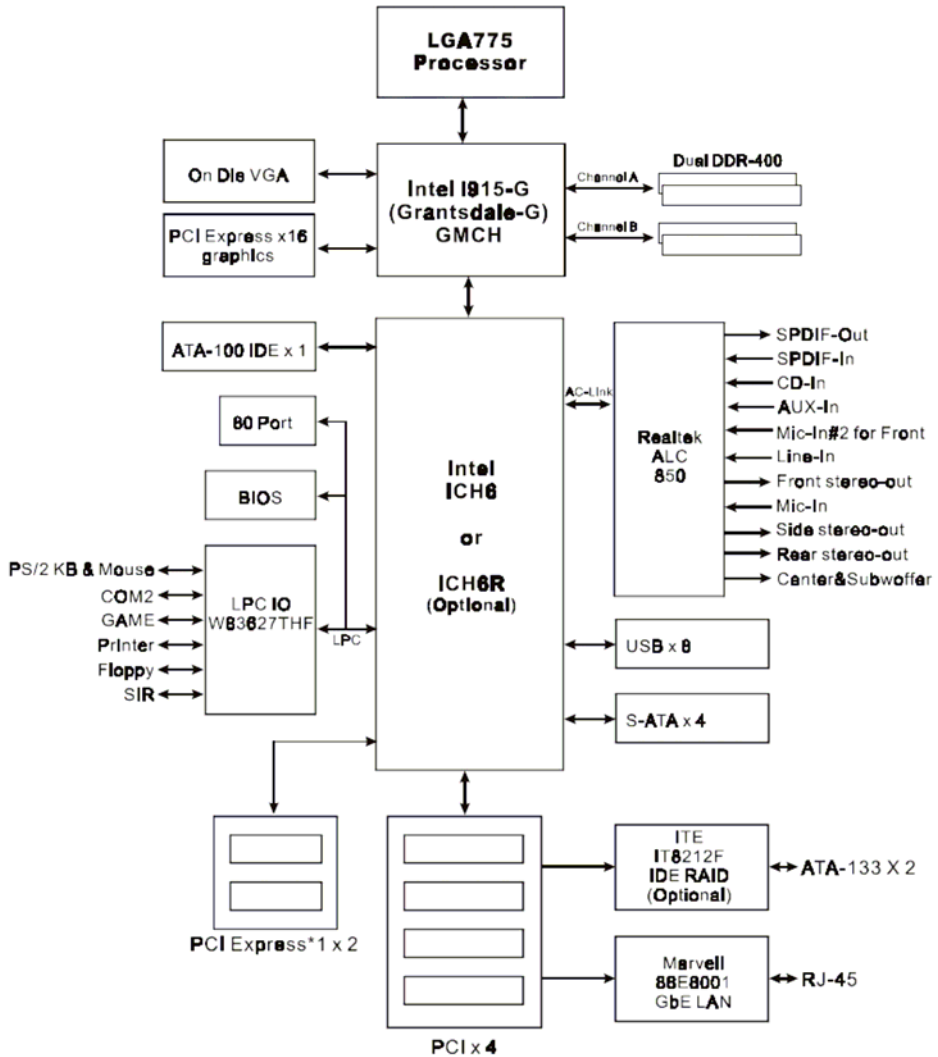 LGA775
Processor
On Die VGA
Intel I915-G
(Grantsdale-G)
GMCH
Channel A
Dual DDR-400
PCI Express x16
graphics
Channel B
ATA-100 IDE x 1
AC-Link
Realtek
ALC
850
SPDIF-Out
SPDIF-In
CD-In
AUX-In
Mic-In#2 for Front
Line-In
Front stereo-out
Mic-In
Side stereo-out
Rear stereo-out
Center&Subwoffer
80 Port
BIOS
Intel
ICH6
or
ICH6R
(Optional)
PS/2 KB & Mouse
COM2
GAME
Printer
Floppy
SIR
LPC IO
W83627THF
LPC
USB x 8
S-ATA x 4
PCI Express*1 x 2
PCI x 4
ITE
IT8212F
IDE RAID
(Optional)
ATA-133 X 2
Marvell
88E8001
GbE LAN
RJ-45